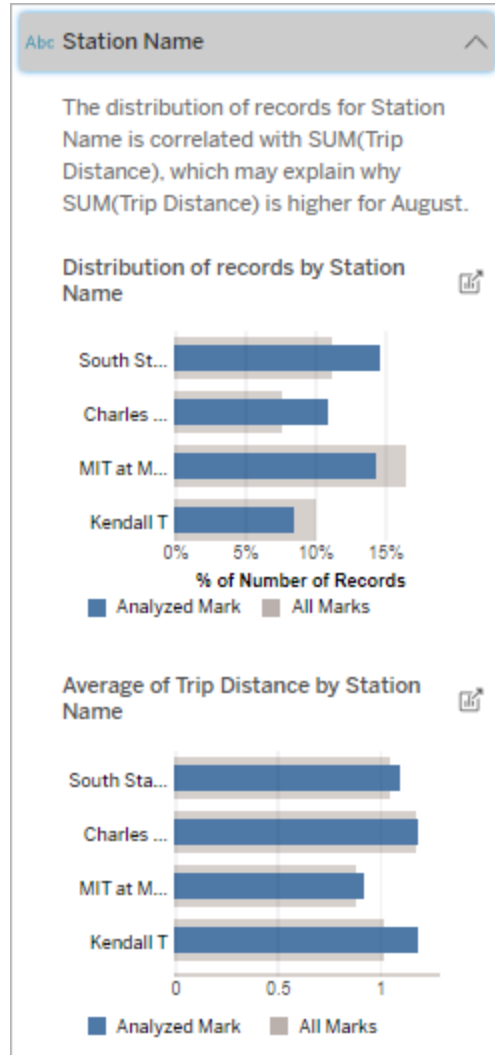 Abc Station Name
The distribution of records for Station
Name is correlated with SUM(Trip
Distance), which may explain why
SUM(Trip Distance) is higher for August.
Distribution of records by Station
Name
South St...
Charles ...
MIT at M...
Kendall T
0% 5% 10% 15%
% of Number of Records
Analyzed Mark All Marks
Average of Trip Distance by Station
Name
South Sta...
Charles ...
MIT at M...
Kendall T
0 0.5 1
Analyzed Mark All Marks